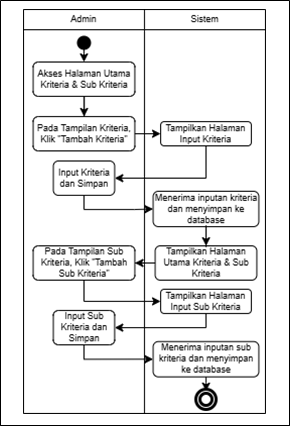 Admin
Sistem
Akses Halaman Utama
Kriteria & Sub Kriteria
Pada Tampilan Kriteria,
Klik "Tambah Kriteria"
Tampilkan Halaman
Input Kriteria
Input Kriteria
dan Simpan
Menerima inputan kriteria
dan menyimpan ke
database
Tampilkan Halaman
Utama Kriteria & Sub
Kriteria
Pada Tampilan Sub
Kriteria, Klik "Tambah
Sub Kriteria"
Tampilkan Halaman
Input Sub Kriteria
Input Sub
Kriteria dan
Simpan
Menerima inputan sub
kriteria dan menyimpan
ke database